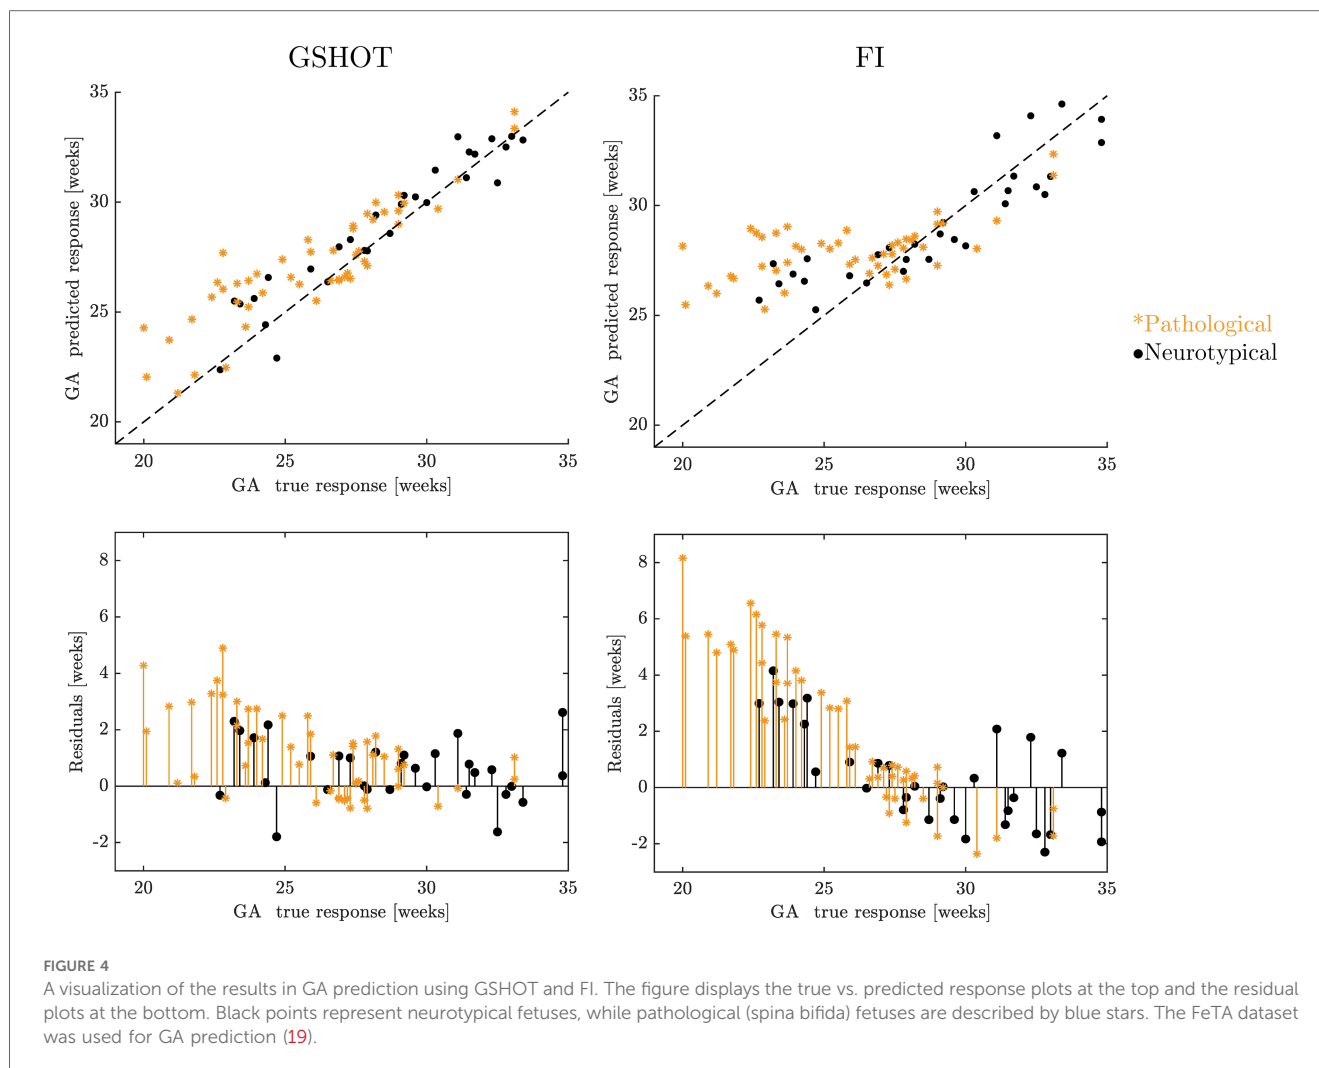 GSHOT
FI
35
30
25
20
GA predicted response [weeks]
20 25 30 35
GA true response [weeks]
35
30
25
20
GA predicted response [weeks]
20 25 30 35
GA true response [weeks]
*Pathological
●Neurotypical
8
6
4
2
0
-2
Residuals [weeks]
20 25 30 35
GA true response [weeks]
8
6
4
2
0
-2
Residuals [weeks]
20 25 30 35
GA true response [weeks]
FIGURE 4
A visualization of the results in GA prediction using GSHOT and FI. The figure displays the true vs. predicted response plots at the top and the residual
plots at the bottom. Black points represent neurotypical fetuses, while pathological (spina bifida) fetuses are described by blue stars. The FeTA dataset
was used for GA prediction (19).